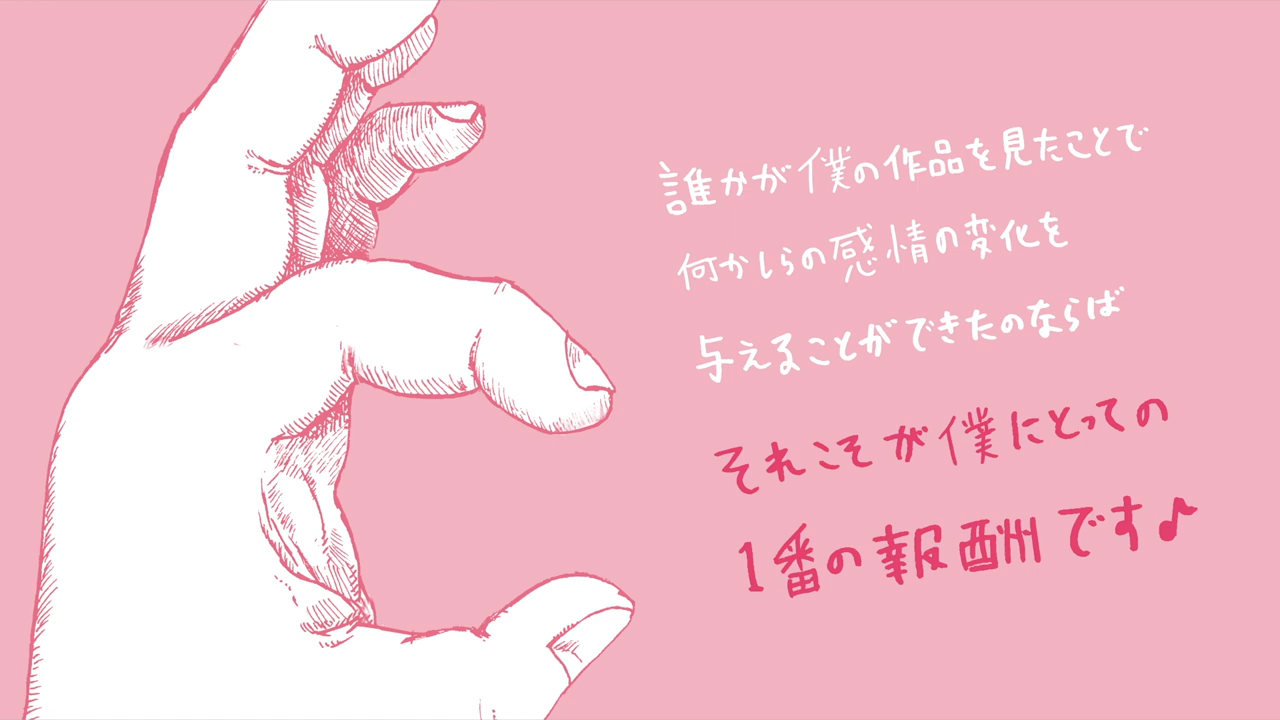 誰かが僕の作品を見たことで
何かしらの感情の変化を
与えることができたのならば
それこそが僕にとっての
1番の報酬です♪